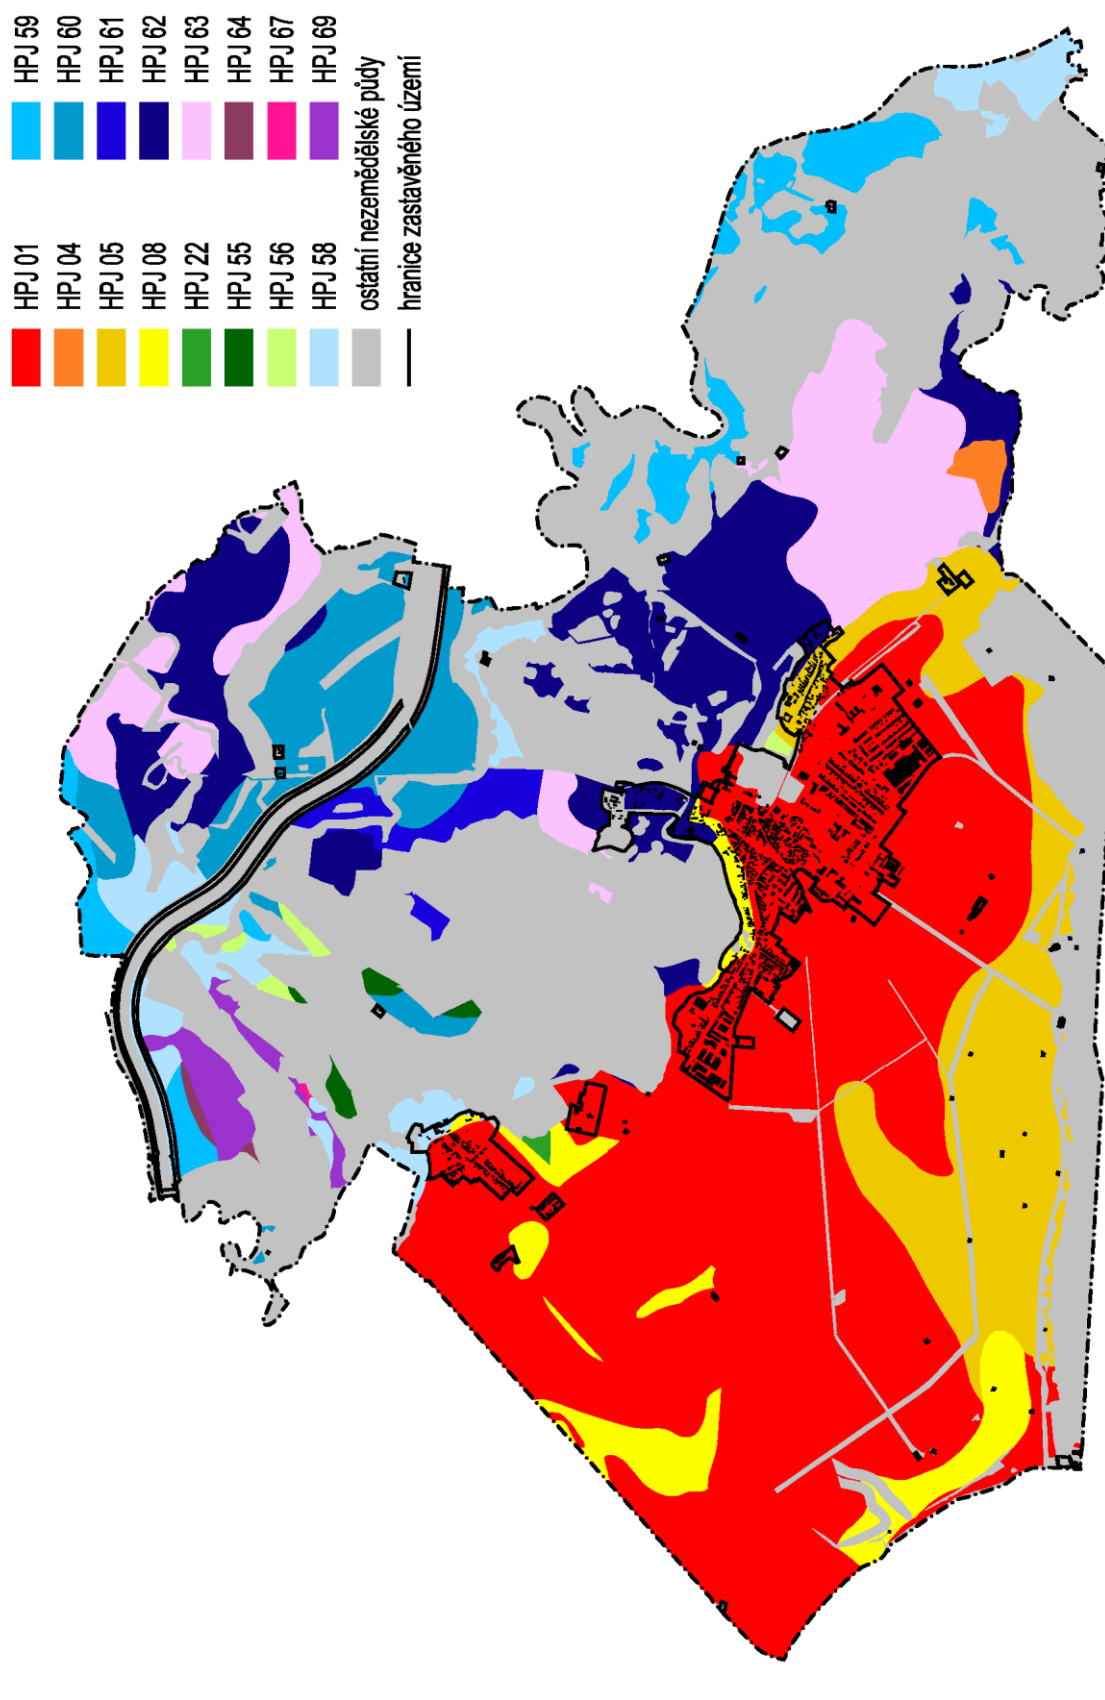 HPJ 01
HPJ 04
HPJ 05
HPJ 08
HPJ 22
HPJ 55
HPJ 56
HPJ 58
ostatní nezemědělské půdy
hranice zastavěného území
HPJ 59
HPJ 60
HPJ 61
HPJ 62
HPJ 63
HPJ 64
HPJ 67
HPJ 69